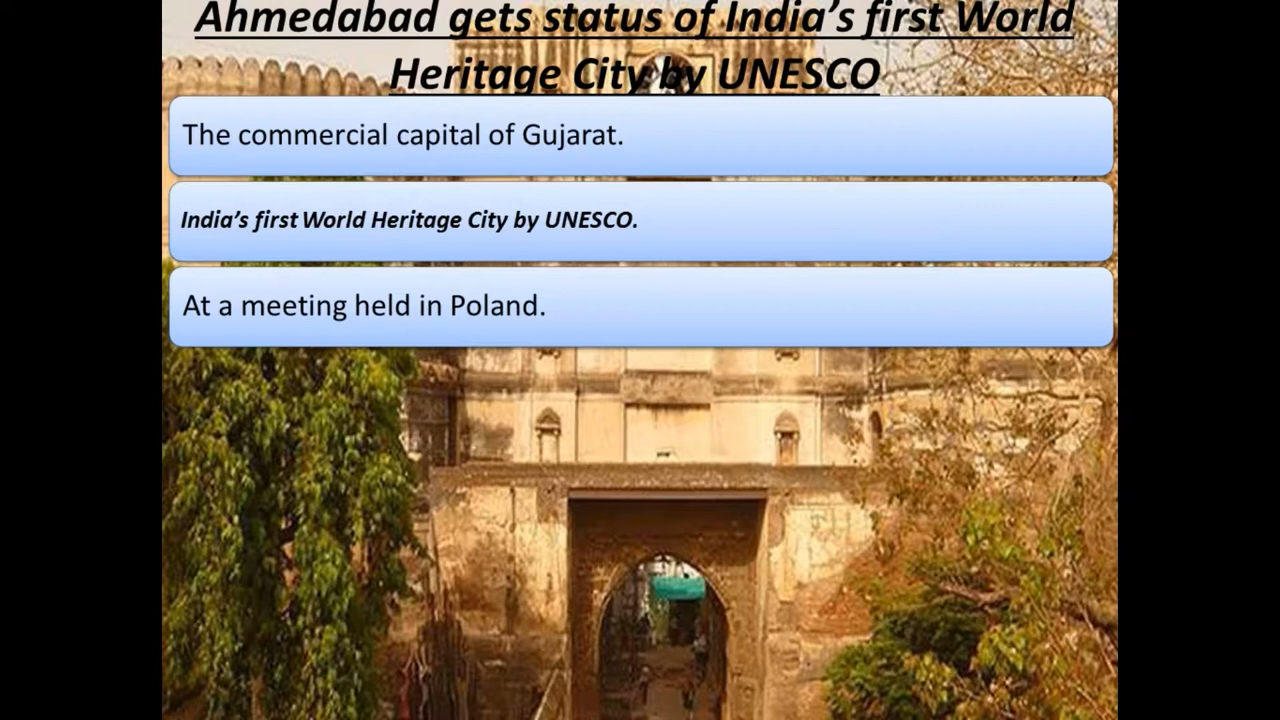 Ahmedabad gets status of India’s first World
Heritage City by UNESCO
The commercial capital of Gujarat.
India’s first World Heritage City by UNESCO.
At a meeting held in Poland.